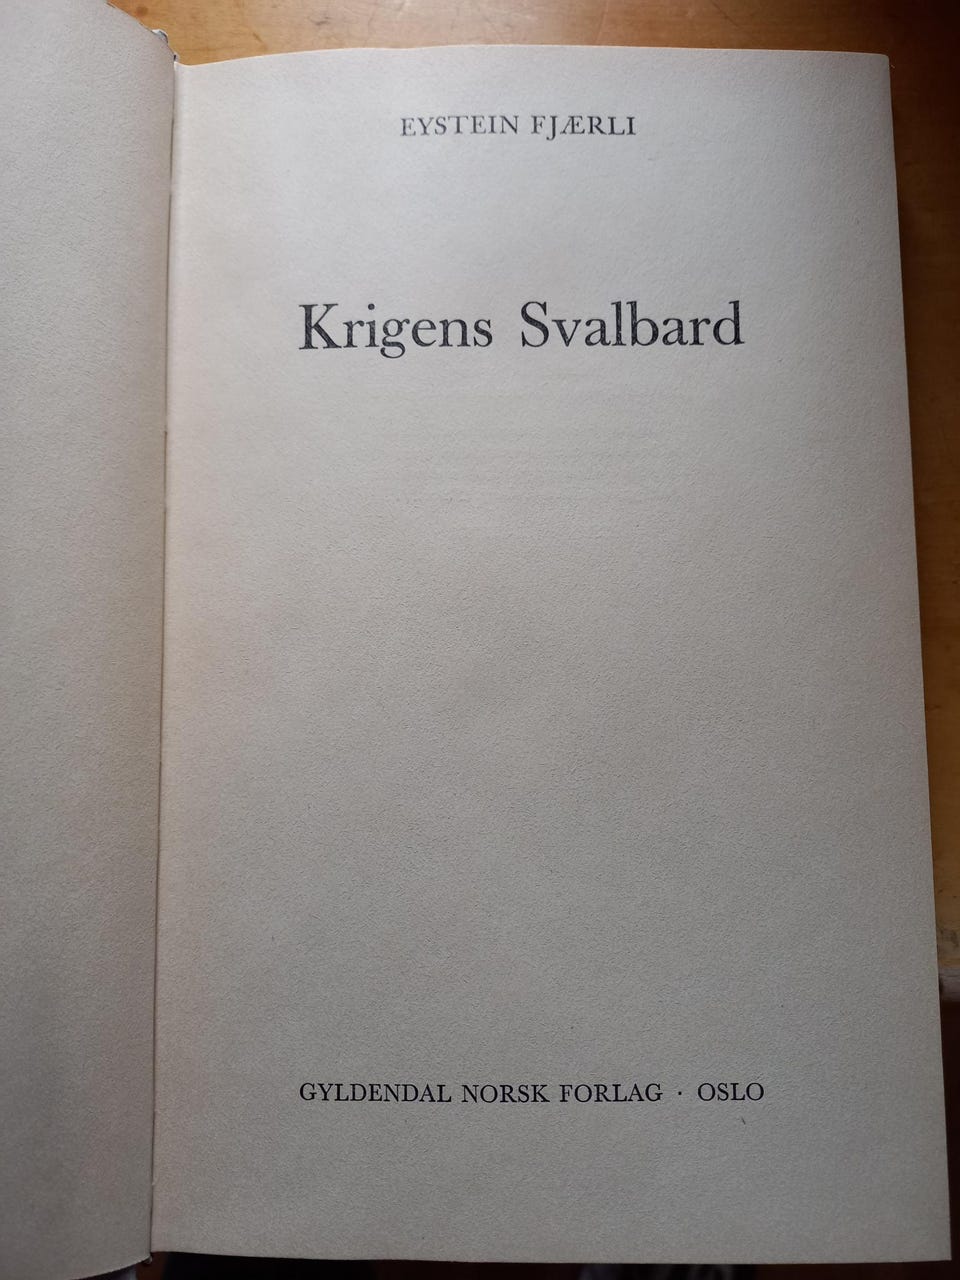 EYSTEIN FJÆRLI
Krigens Svalbard
GYLDENDAL NORSK FORLAG · OSLO